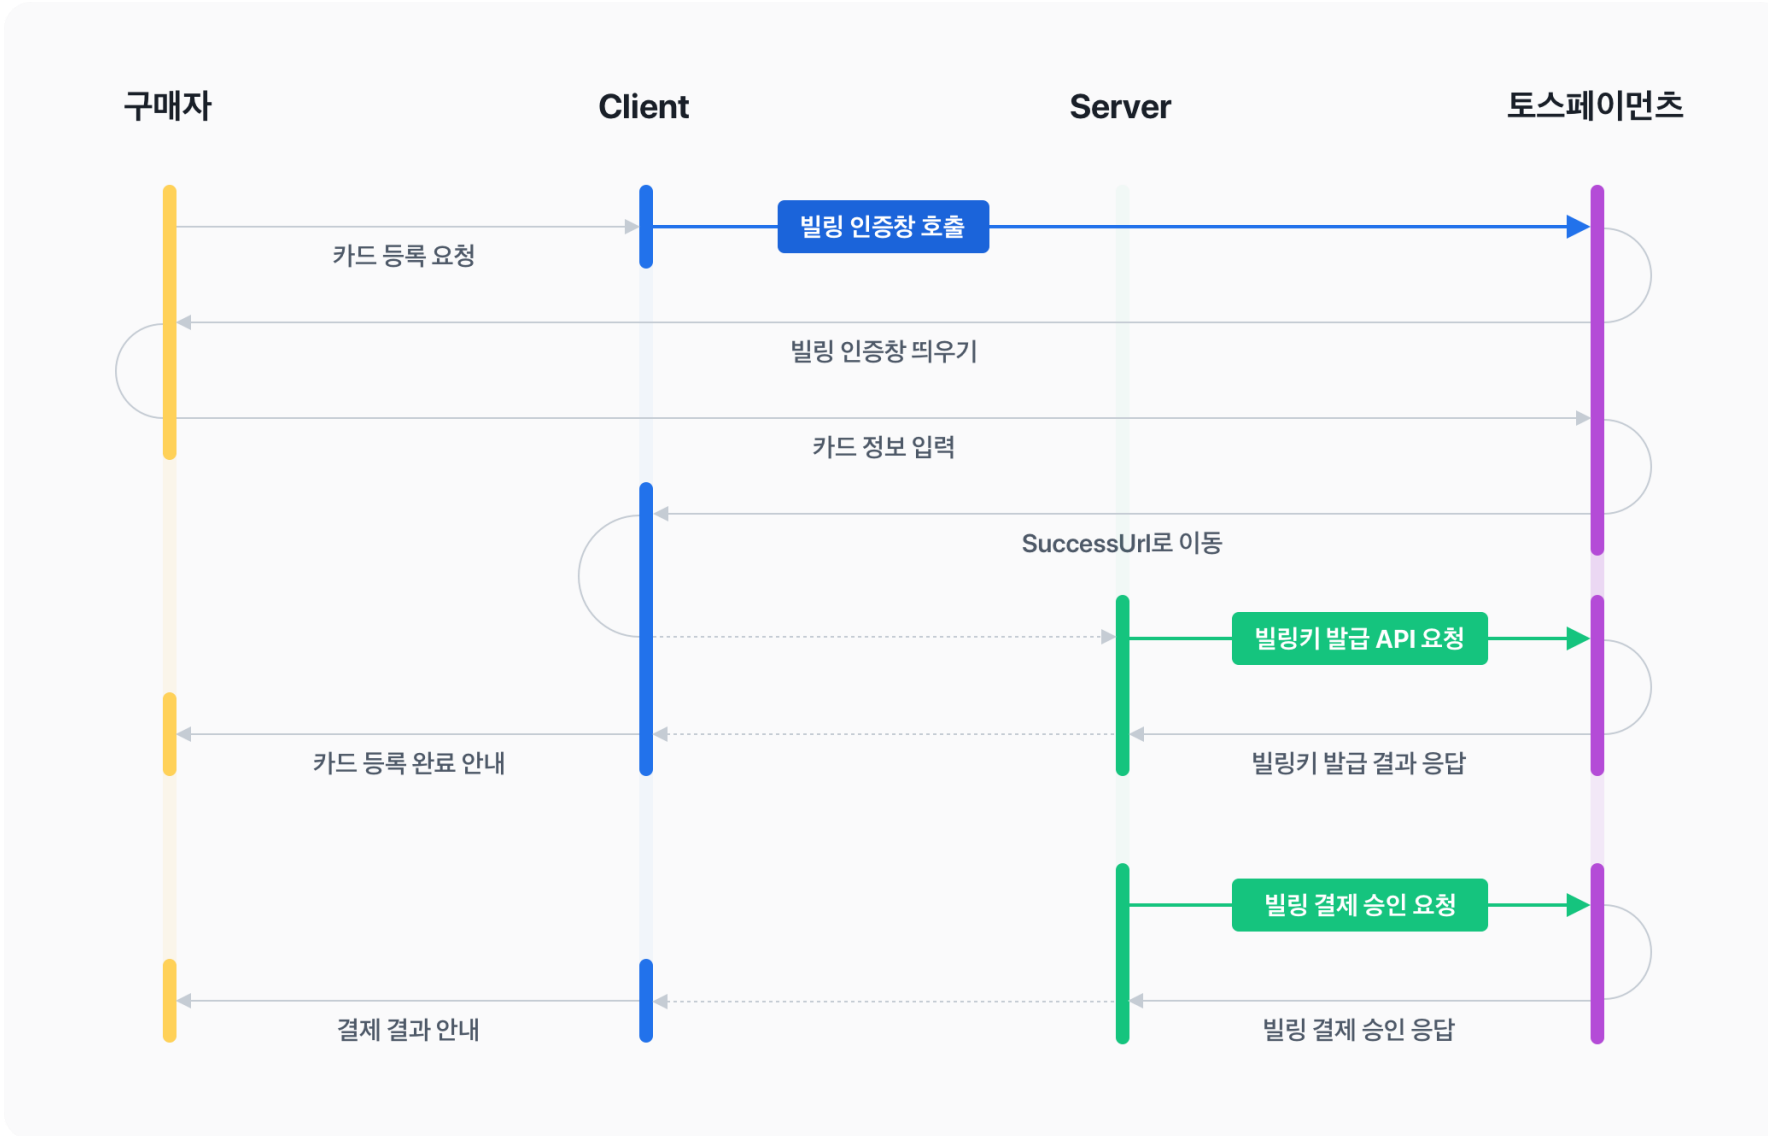 구매자
Client
Server
토스페이먼츠
빌링 인증창 호출
카드 등록 요청
빌링 인증창 띄우기
카드 정보 입력
SuccessUrl로 이동
빌링키 발급 API 요청
카드 등록 완료 안내
빌링키 발급 결과 응답
빌링 결제 승인 요청
결제 결과 안내
빌링 결제 승인 응답